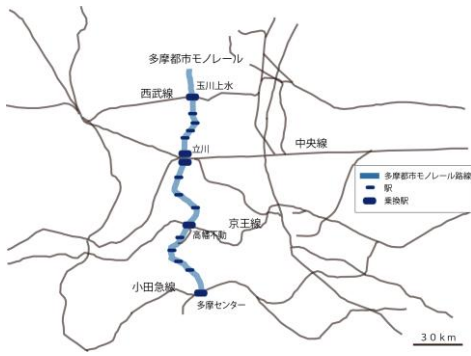 多摩都市モノレール
西武線
玉川上水
立川
中央線
多摩都市モノレール路線
駅
乗換駅
京王線
高幡不動
小田急線
多摩センター
30km